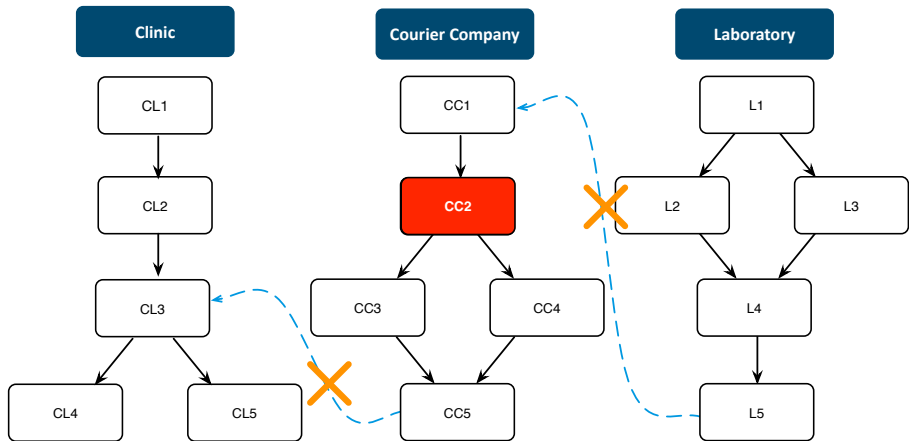 Clinic
Courier Company
Laboratory
CL1
CC1
L1
CL2
CC2
L2
L3
CL3
CC3
CC4
L4
CL4
CL5
CC5
L5